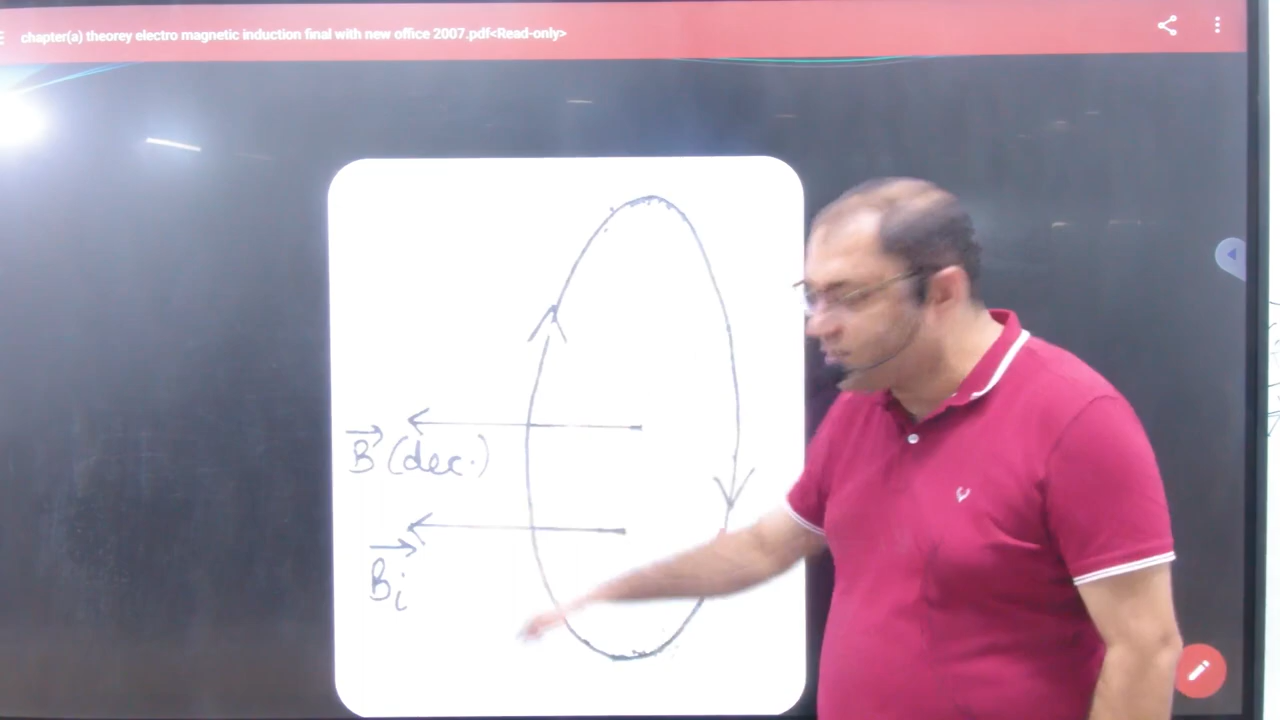 chapter(a) theorey electro magnetic induction final with new office 2007.pdf<Read-only>
B (dec.)
Bi